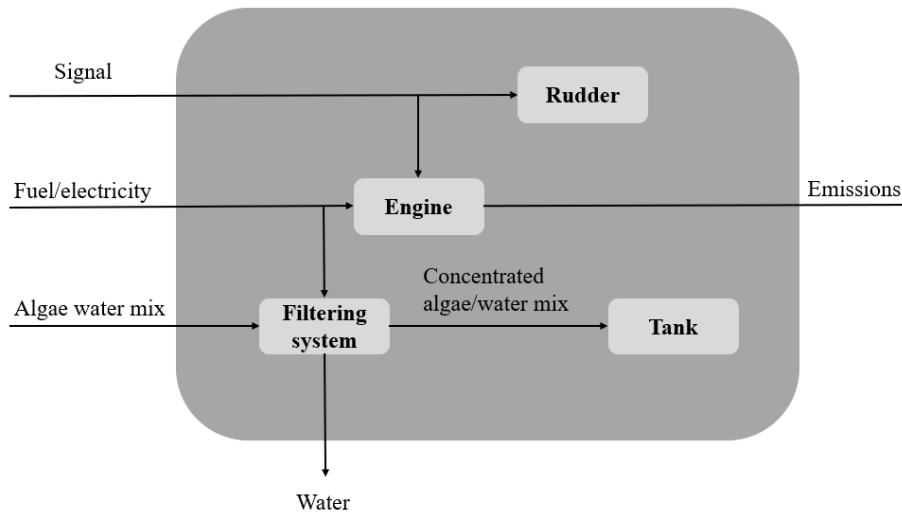 Signal
Rudder
Fuel/electricity
Engine
Emissions
Concentrated
algae/water mix
Algae water mix
Filtering
system
Tank
Water